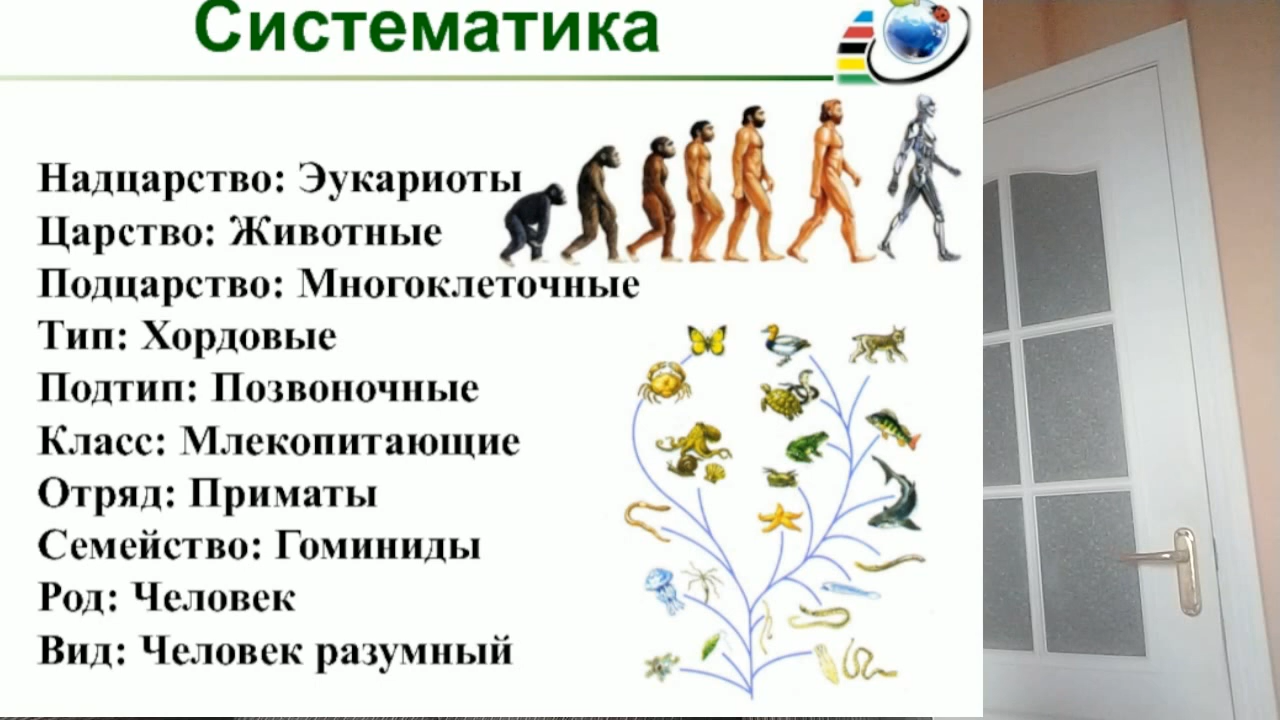 Систематика
Надцарство: Эукариоты
Царство: Животные
Подцарство: Многоклеточные
Тип: Хордовые
Подтип: Позвоночные
Класс: Млекопитающие
Отряд: Приматы
Семейство: Гоминиды
Род: Человек
Вид: Человек разумный